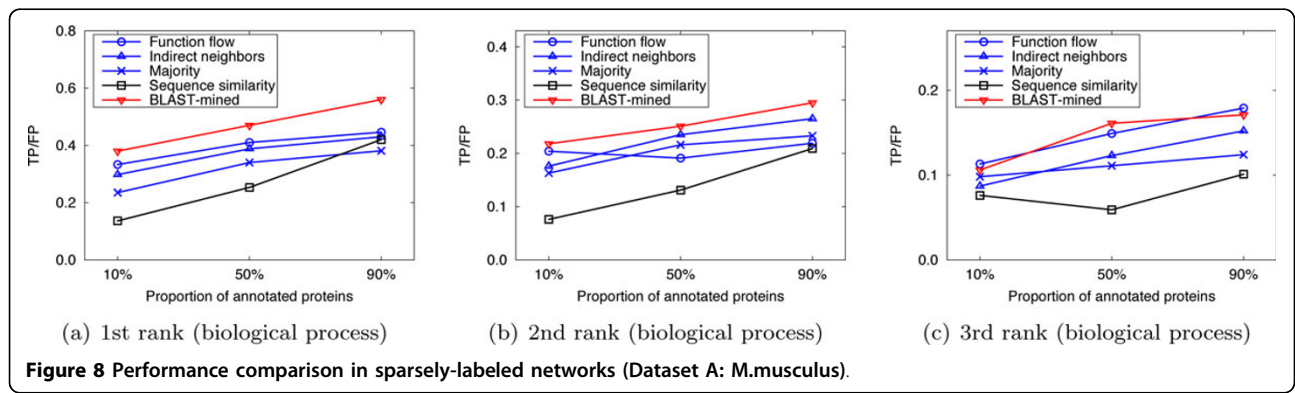 0.8
0.6
0.4
0.2
0.0
TP/FP
Function flow
Indirect neighbors
Majority
Sequence similarity
BLAST-mined
10%
50%
90%
Proportion of annotated proteins
(a) 1st rank (biological process)
0.4
0.3
0.2
0.1
0.0
TP/FP
Function flow
Indirect neighbors
Majority
Sequence similarity
BLAST-mined
10%
50%
90%
Proportion of annotated proteins
(b) 2nd rank (biological process)
0.2
0.1
0.0
TP/FP
Function flow
Indirect neighbors
Majority
Sequence similarity
BLAST-mined
10%
50%
90%
Proportion of annotated proteins
(c) 3rd rank (biological process)
Figure 8 Performance comparison in sparsely-labeled networks (Dataset A: M.musculus).